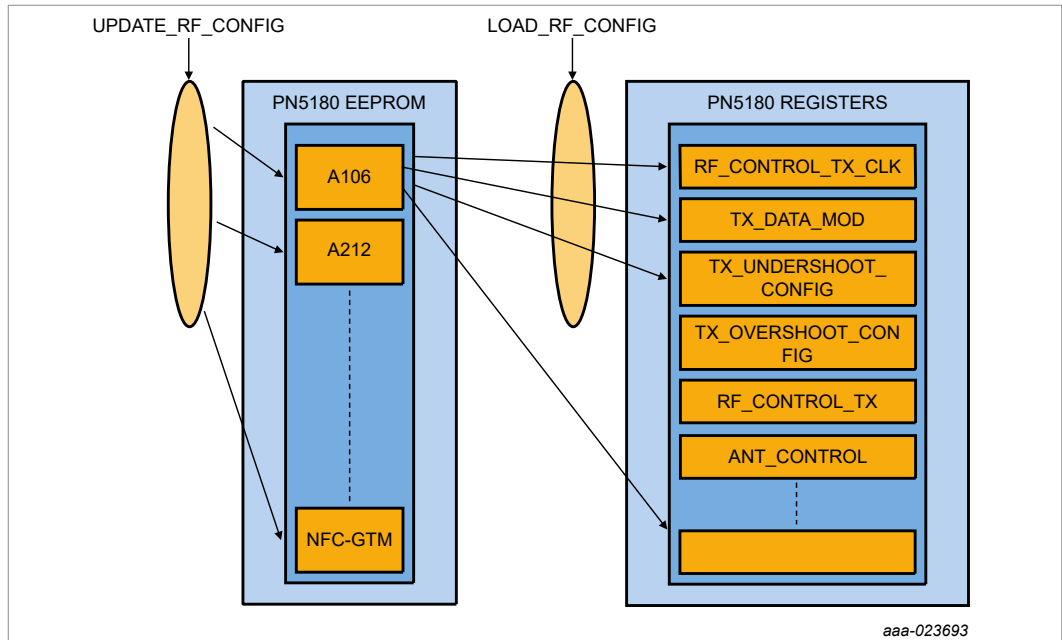 UPDATE_RF_CONFIG
LOAD_RF_CONFIG
PN5180 EEPROM
A106
A212
NFC-GTM
PN5180 REGISTERS
RF_CONTROL_TX_CLK
TX_DATA_MOD
TX_UNDERSHOOT_
CONFIG
TX_OVERSHOOT_CON
FIG
RF_CONTROL_TX
ANT_CONTROL
aaa-023693